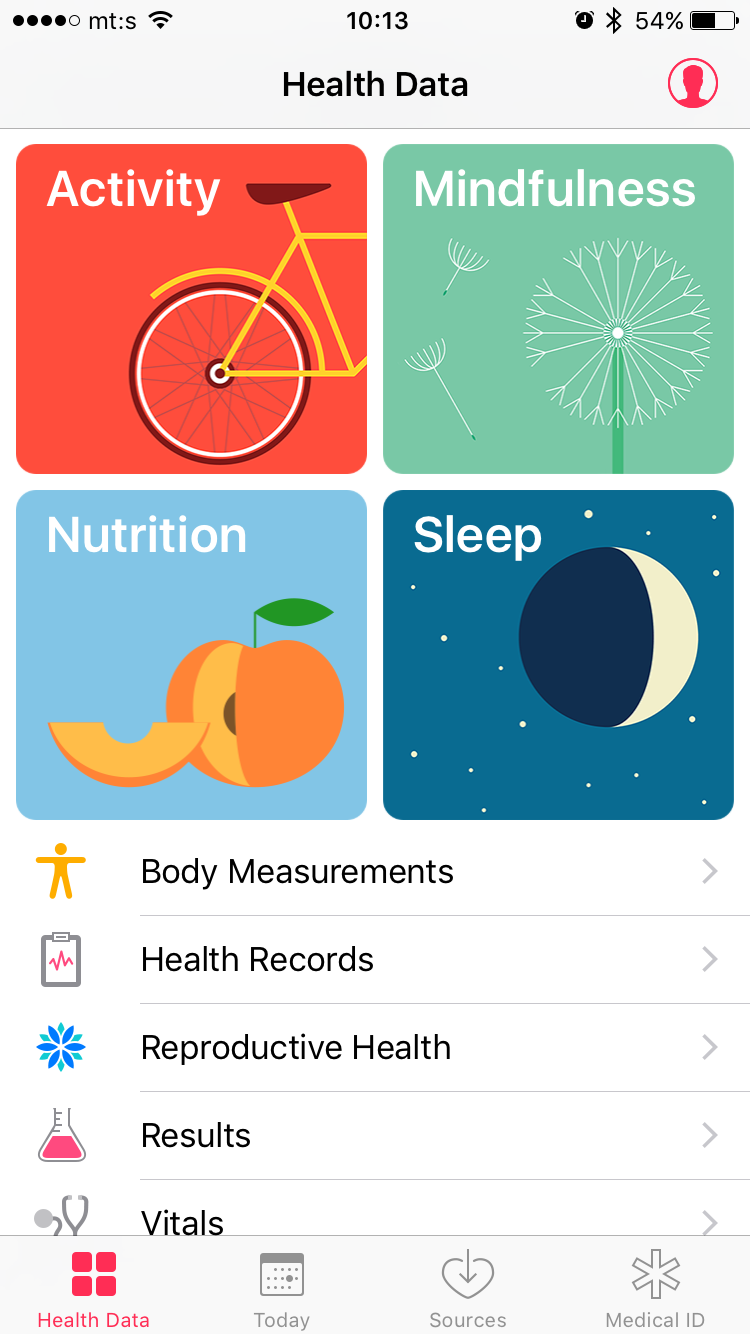 mt:s 10:13 54%
Health Data
Activity
Mindfulness
Nutrition
Sleep
Body Measurements
Health Records
Reproductive Health
Results
Vitals
Health Data
Today
Sources
Medical ID